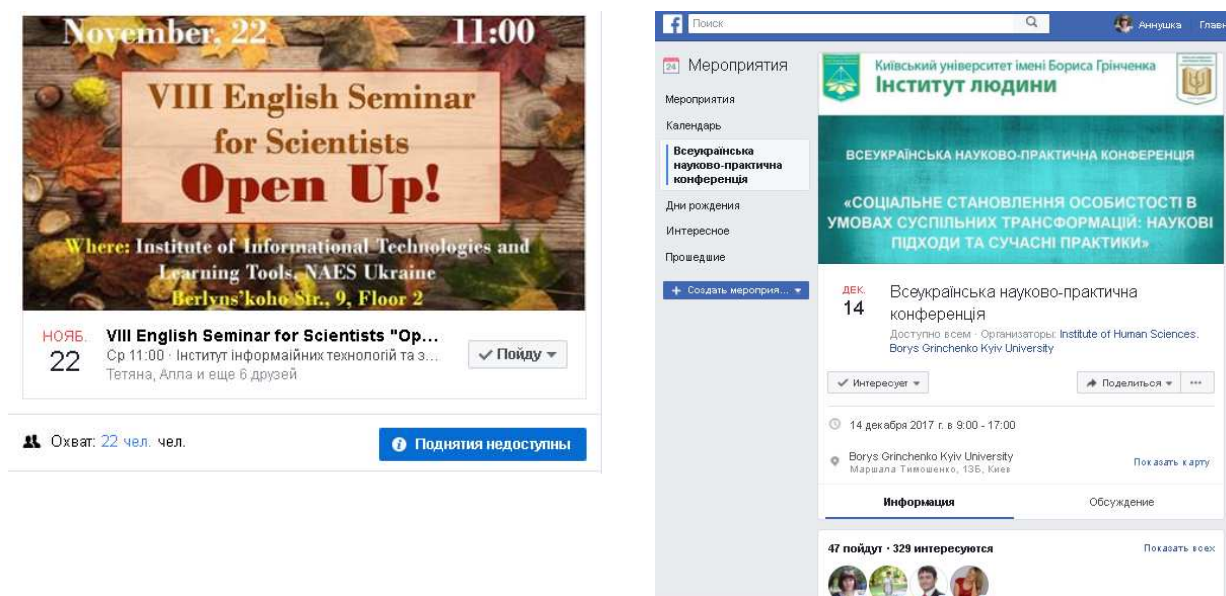 November, 22 11:00
VIII English Seminar
for Scientists
Open Up!
Where: Institute of Informational Technologies and
Learning Tools, NAES Ukraine
Berlyns'koho Str., 9, Floor 2
НОЯБ.
22
VIII English Seminar for Scientists "Op...
Ср 11:00 · Інститут інформаійних технологій та з...
Тетяна, Алла и еще 6 друзей
Пойду
Охват: 22 чел. чел.
Поднятия недоступны
Поиск
Аннушка Главн
24 Мероприятия
Мероприятия
Календарь
Всеукраїнська
науково-практична
конференція
Дни рождения
Интересное
Прошедшие
+ Создать мероприя...
Київський університет імені Бориса Грінченка
Інститут людини
ВСЕУКРАЇНСЬКА НАУКОВО-ПРАКТИЧНА КОНФЕРЕНЦІЯ
«СОЦІАЛЬНЕ СТАНОВЛЕННЯ ОСОБИСТОСТІ В
УМОВАХ СУСПІЛЬНИХ ТРАНСФОРМАЦІЙ: НАУКОВІ
ПІДХОДИ ТА СУЧАСНІ ПРАКТИКИ»
ДЕК.
14
Всеукраїнська науково-практична
конференція
Доступно всем · Организаторы: Institute of Human Sciences.
Borys Grinchenko Kyiv University
Интересует
Поделиться
14 декабря 2017 г. в 9:00 - 17:00
Borys Grinchenko Kyiv University
Маршала Тимошенко, 13Б, Киев
Показать карту
Информация
Обсуждение
47 пойдут · 329 интересуются
Показать всех